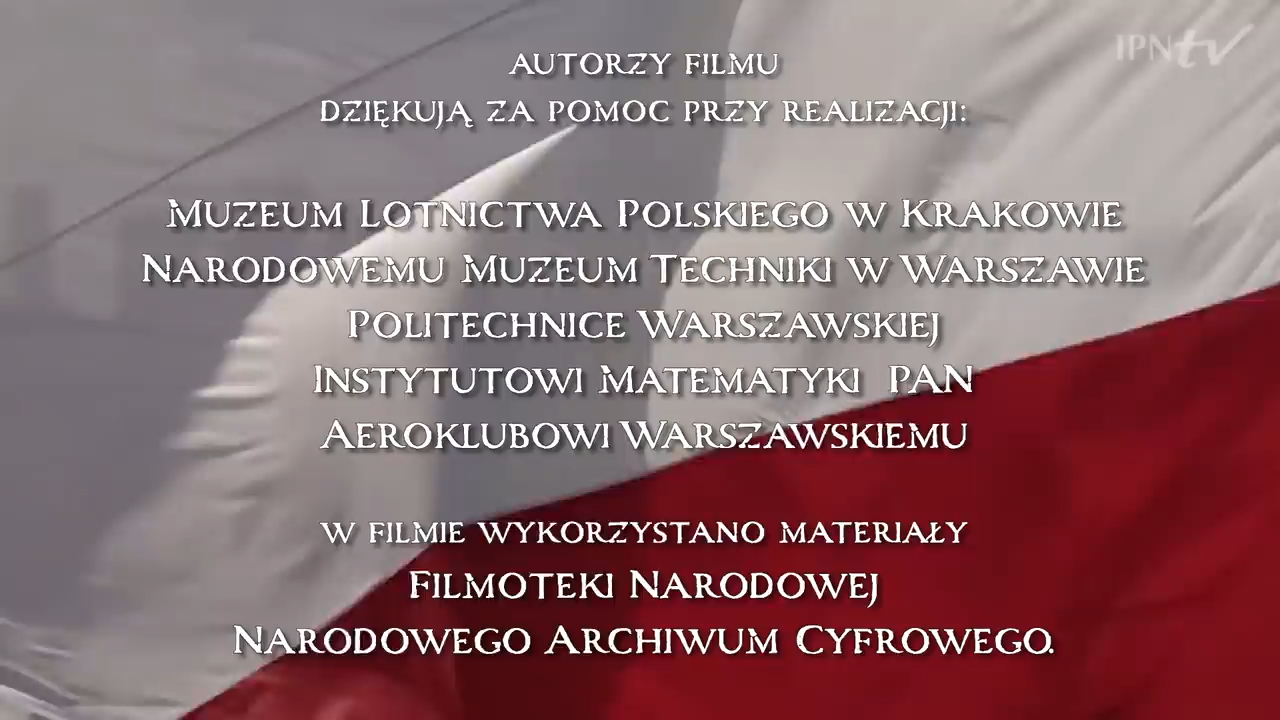 IPNtv
AUTORZY FILMU
DZIĘKUJĄ ZA POMOC PRZY REALIZACJI:
MUZEUM LOTNICTWA POLSKIEGO W KRAKOWIE
NARODOWEMU MUZEUM TECHNIKI W WARSZAWIE
POLITECHNICE WARSZAWSKIEJ
INSTYTUTOWI MATEMATYKI PAN
AEROKLUBOWI WARSZAWSKIEMU
W FILMIE WYKORZYSTANO MATERIAŁY
FILMOTEKI NARODOWEJ
NARODOWEGO ARCHIWUM CYFROWEGO.